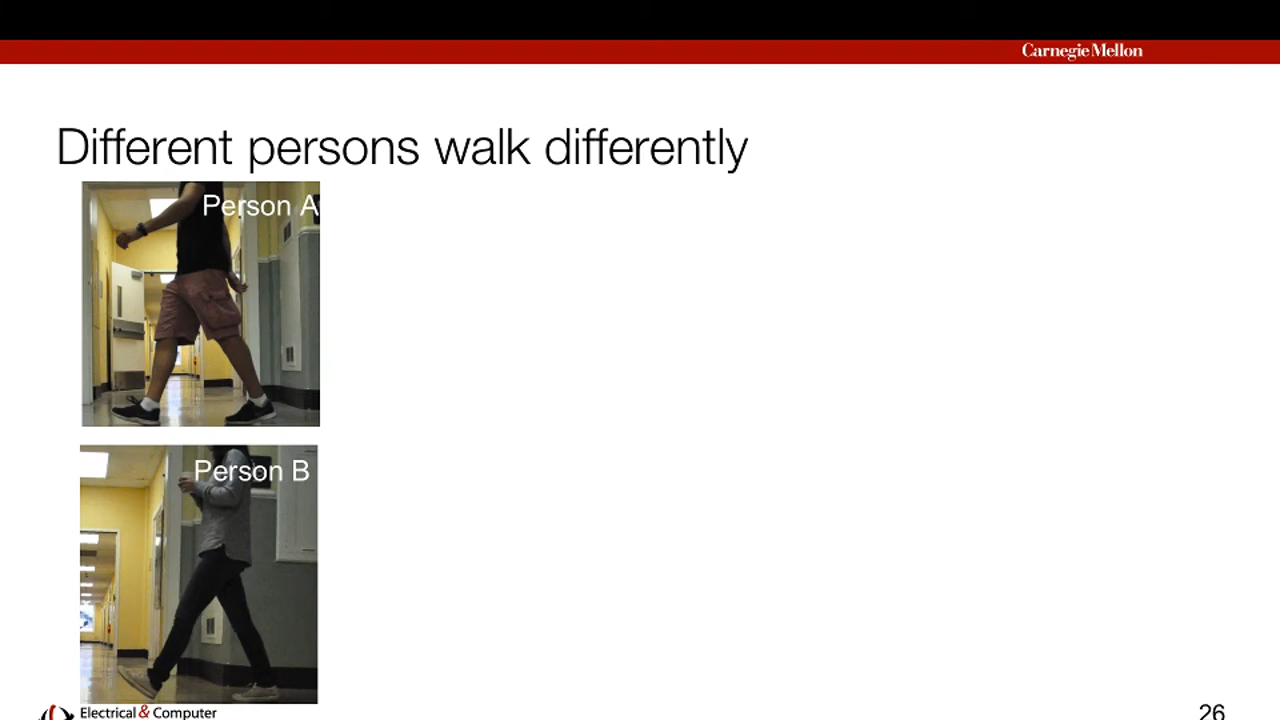 Carnegie Mellon
Different persons walk differently
Person A
Person B
Electrical & Computer
26